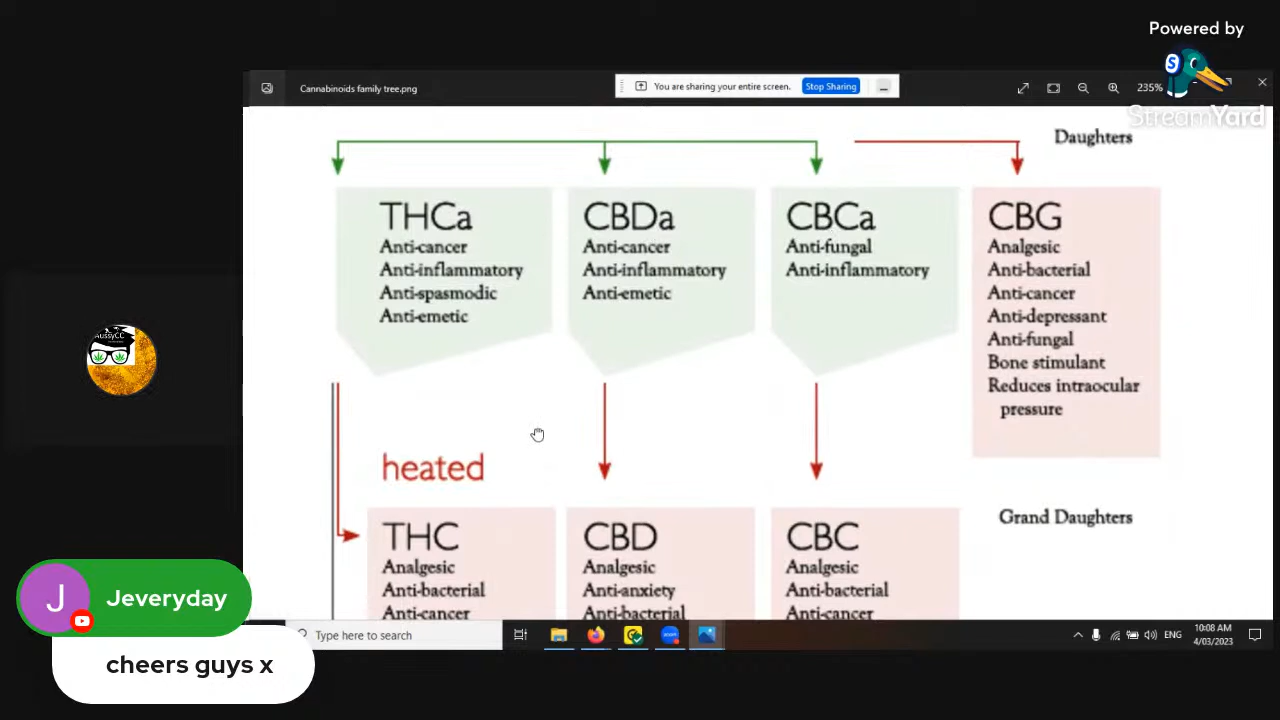 Powered by
StreamYard
Cannabinoids family tree.png
You are sharing your entire screen.
Stop Sharing
235%
Daughters
THCa
Anti-cancer
Anti-inflammatory
Anti-spasmodic
Anti-emetic
CBDa
Anti-cancer
Anti-inflammatory
Anti-emetic
CBCa
Anti-fungal
Anti-inflammatory
CBG
Analgesic
Anti-bacterial
Anti-cancer
Anti-depressant
Anti-fungal
Bone stimulant
Reduces intraocular
pressure
heated
Grand Daughters
THC
Analgesic
Anti-bacterial
Anti-cancer
CBD
Analgesic
Anti-anxiety
Anti-bacterial
CBC
Analgesic
Anti-bacterial
Anti-cancer
AussyCC
J
Jeveryday
cheers guys x
Type here to search
zoom
ENG
10:08 AM
4/03/2023